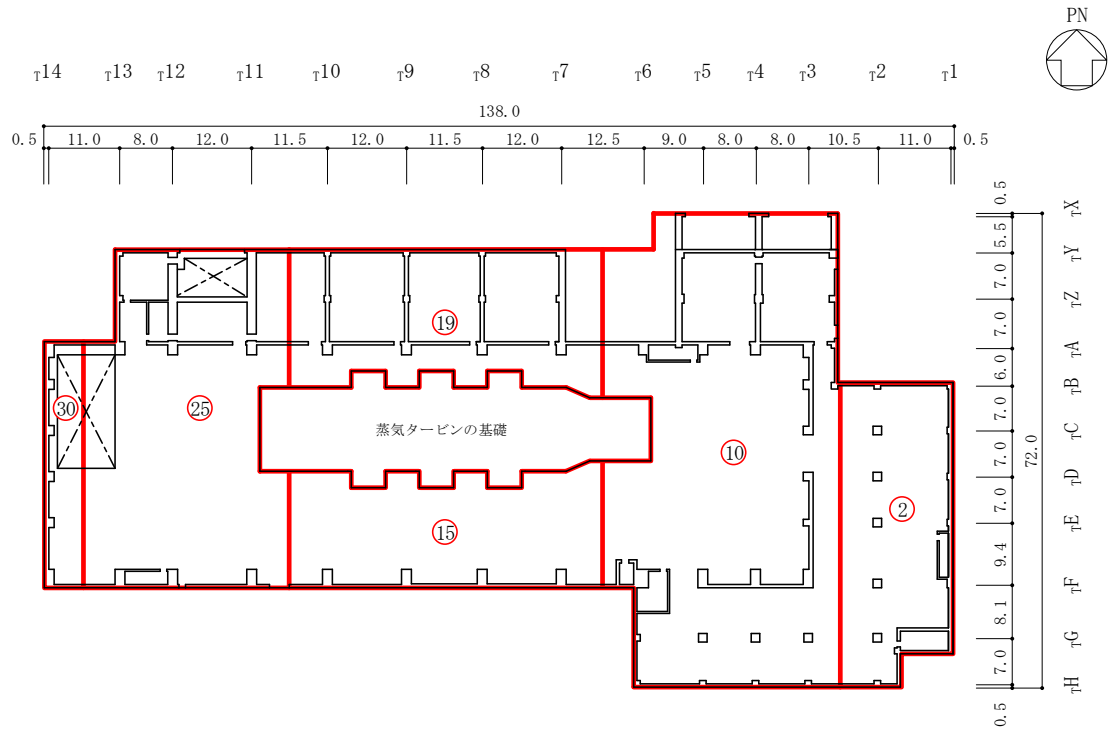 PN
T14 T13 T12 T11 T10 T9 T8 T7 T6 T5 T4 T3 T2 T1
138.0
0.5 11.0 8.0 12.0 11.5 12.0 11.5 12.0 12.5 9.0 8.0 8.0 10.5 11.0 0.5
0.5 TX
5.5
TY
7.0
TZ
7.0
TA
6.0
TB
7.0
TC
7.0
TD
7.0
TE
9.4
TF
8.1
TG
7.0
TH
0.5
72.0
19
30
25
蒸気タービンの基礎
10
2
15